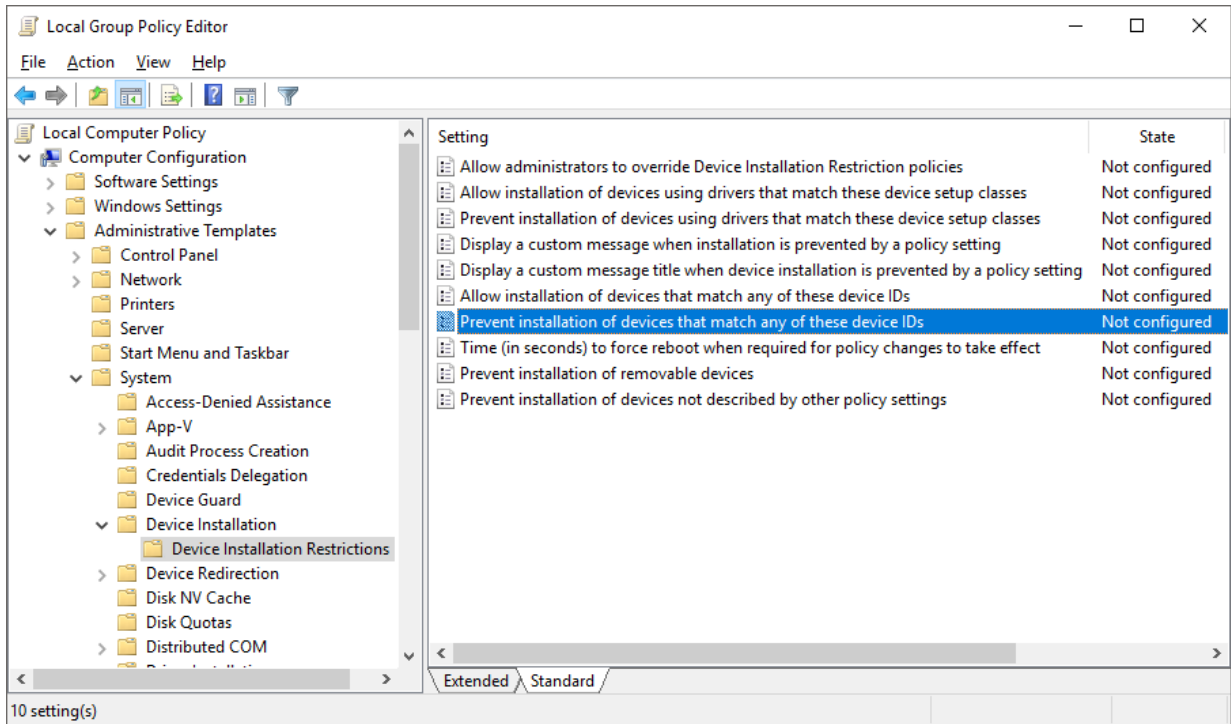 Local Group Policy Editor
File Action View Help
Local Computer Policy
Computer Configuration
Software Settings
Windows Settings
Administrative Templates
Control Panel
Network
Printers
Server
Start Menu and Taskbar
System
Access-Denied Assistance
App-V
Audit Process Creation
Credentials Delegation
Device Guard
Device Installation
Device Installation Restrictions
Device Redirection
Disk NV Cache
Disk Quotas
Distributed COM
Setting State
Allow administrators to override Device Installation Restriction policies Not configured
Allow installation of devices using drivers that match these device setup classes Not configured
Prevent installation of devices using drivers that match these device setup classes Not configured
Display a custom message when installation is prevented by a policy setting Not configured
Display a custom message title when device installation is prevented by a policy setting Not configured
Allow installation of devices that match any of these device IDs Not configured
Prevent installation of devices that match any of these device IDs Not configured
Time (in seconds) to force reboot when required for policy changes to take effect Not configured
Prevent installation of removable devices Not configured
Prevent installation of devices not described by other policy settings Not configured
Extended Standard
10 setting(s)